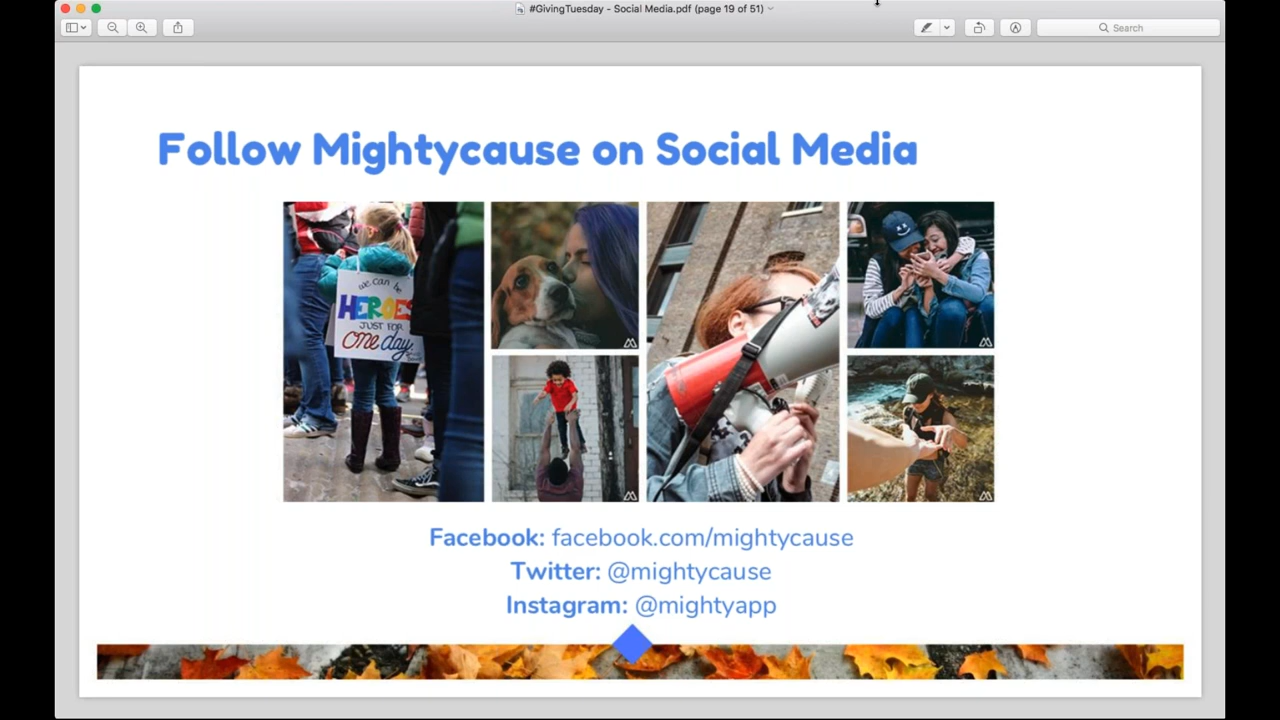 #GivingTuesday - Social Media.pdf (page 19 of 51)
Search
Follow Mightycause on Social Media
we can be
HEROES
JUST FOR
one day
Facebook: facebook.com/mightycause
Twitter: @mightycause
Instagram: @mightyapp